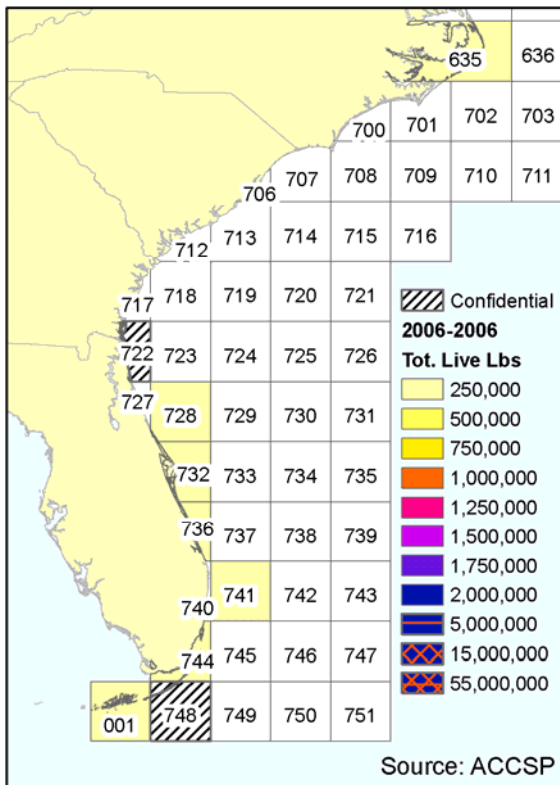 635 636
700 701 702 703
706 707 708 709 710 711
712 713 714 715 716
717 718 719 720 721
722 723 724 725 726
727 728 729 730 731
732 733 734 735
736 737 738 739
740 741 742 743
744 745 746 747
001 748 749 750 751
Confidential
2006-2006
Tot. Live Lbs
250,000
500,000
750,000
1,000,000
1,250,000
1,500,000
1,750,000
2,000,000
5,000,000
15,000,000
55,000,000
Source: ACCSP